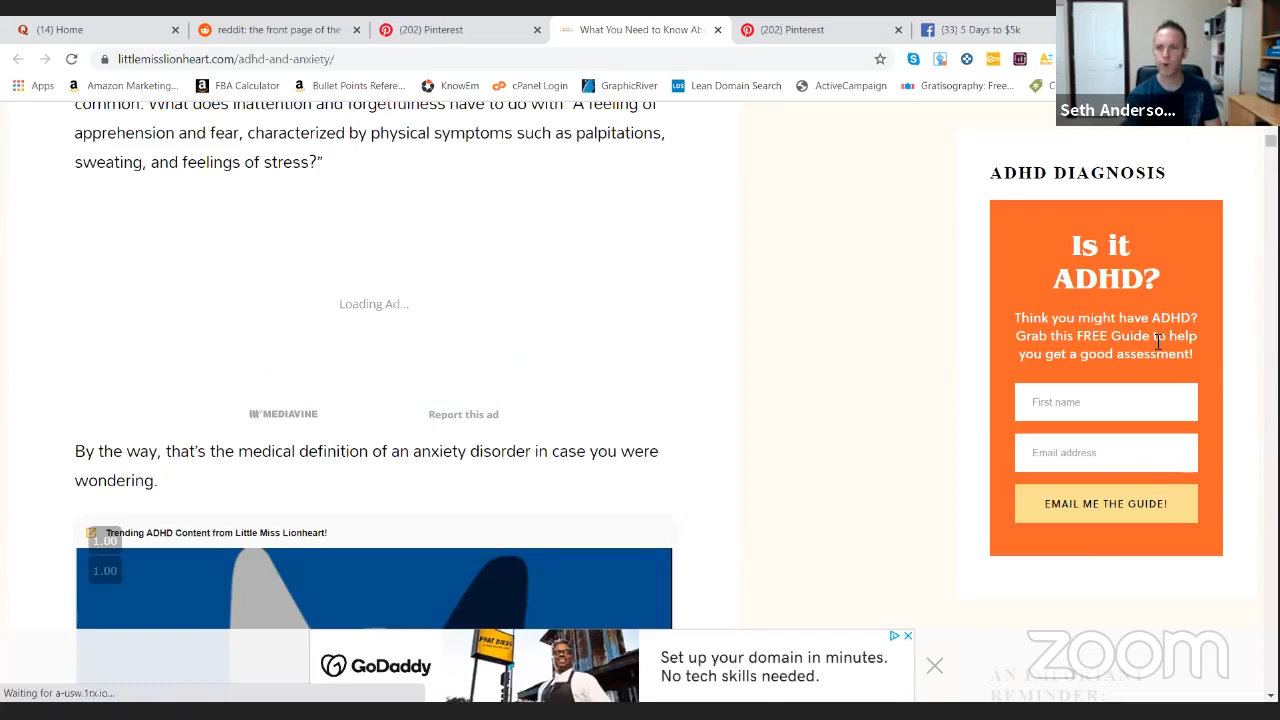 (14) Home
reddit: the front page of the
(202) Pinterest
What You Need to Know Ab
(202) Pinterest
(33) 5 Days to $5k
littlemisslionheart.com/adhd-and-anxiety/
Apps
Amazon Marketing...
FBA Calculator
Bullet Points Refere...
KnowEm
cPanel Login
GraphicRiver
LDS
Lean Domain Search
ActiveCampaign
Gratisography: Free...
Seth Anderso...
common. What does inattention and forgetfulness have to do with "A feeling of
apprehension and fear, characterized by physical symptoms such as palpitations,
sweating, and feelings of stress?"
Loading Ad...
MEDIAVINE
Report this ad
By the way, that's the medical definition of an anxiety disorder in case you were
wondering.
Trending ADHD Content from Little Miss Lionheart!
1.00
1.00
ADHD DIAGNOSIS
Is it
ADHD?
Think you might have ADHD?
Grab this FREE Guide to help
you get a good assessment!
First name
Email address
EMAIL ME THE GUIDE!
GoDaddy
Set up your domain in minutes.
No tech skills needed.
zoom
AN IMPORTANT
REMINDER:
Waiting for a-usw.1rx.io...